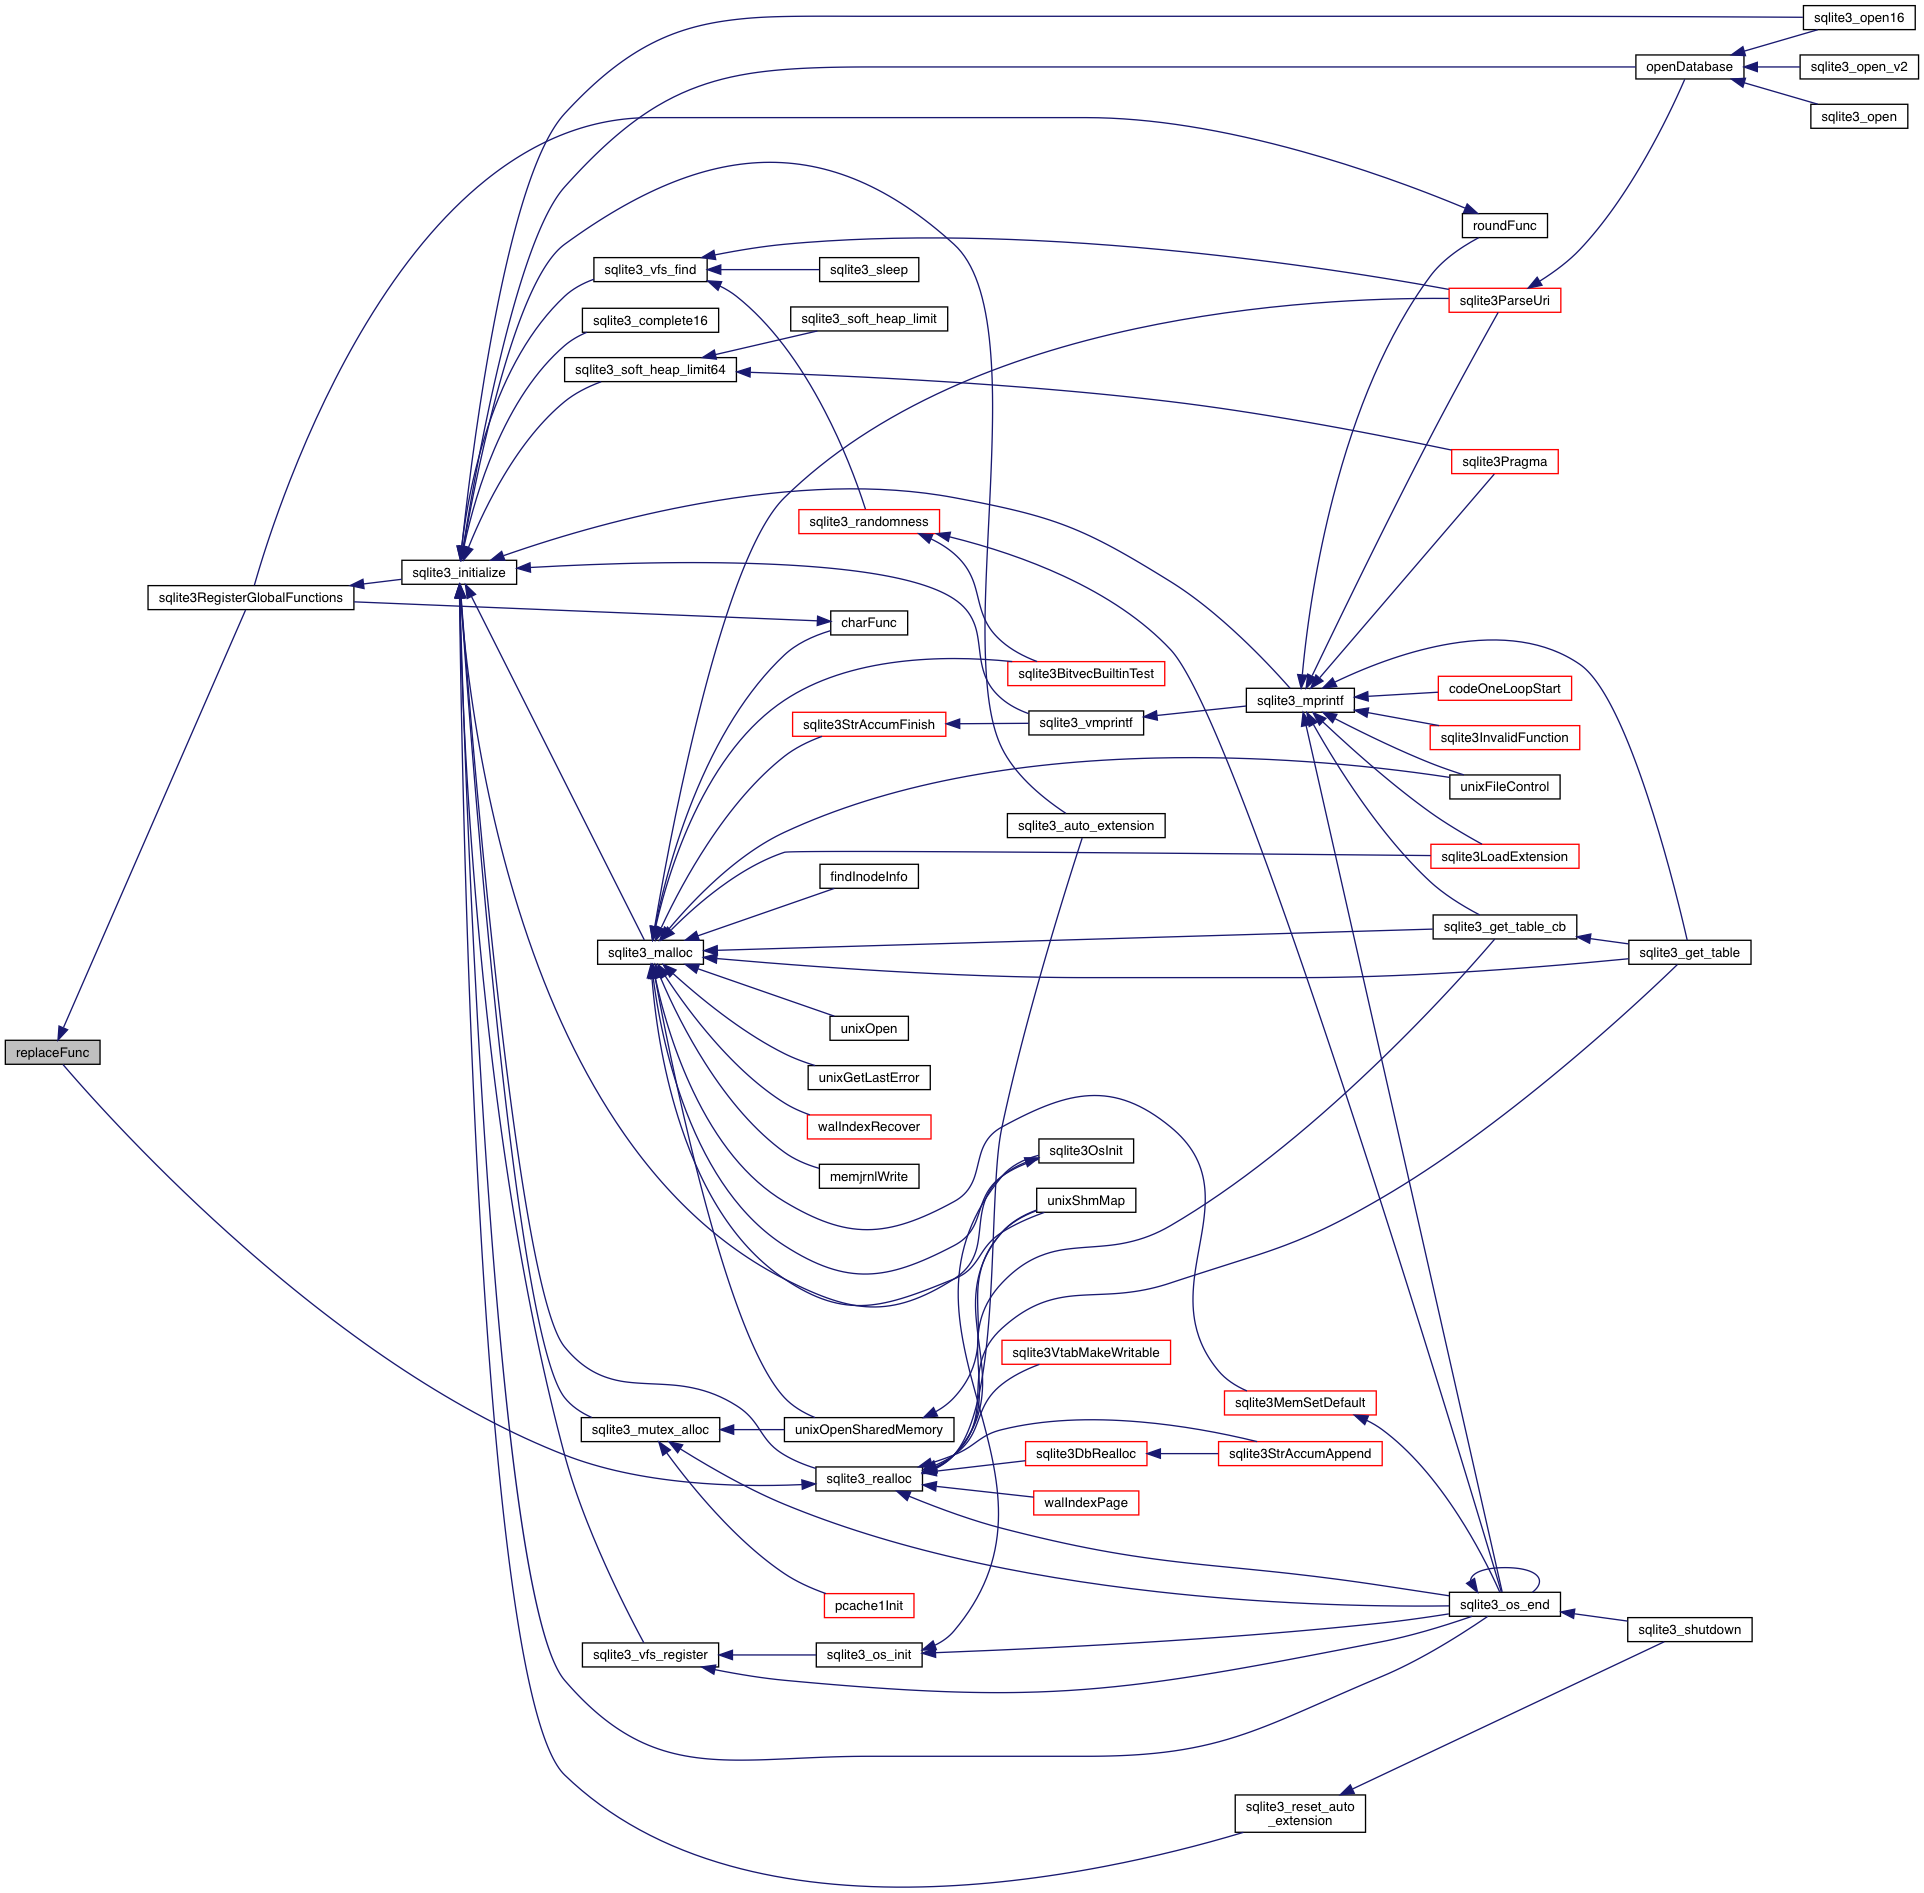 sqlite3_open16
openDatabase
sqlite3_open_v2
sqlite3_open
roundFunc
sqlite3_vfs_find
sqlite3_sleep
sqlite3ParseUri
sqlite3_complete16
sqlite3_soft_heap_limit
sqlite3_soft_heap_limit64
sqlite3Pragma
sqlite3_randomness
sqlite3_initialize
sqlite3RegisterGlobalFunctions
charFunc
sqlite3BitvecBuiltinTest
codeOneLoopStart
sqlite3_mprintf
sqlite3StrAccumFinish
sqlite3_vmprintf
sqlite3InvalidFunction
unixFileControl
sqlite3_auto_extension
sqlite3LoadExtension
findInodeInfo
sqlite3_get_table_cb
sqlite3_malloc
sqlite3_get_table
unixOpen
replaceFunc
unixGetLastError
walIndexRecover
sqlite3OsInit
memjrnlWrite
unixShmMap
sqlite3VtabMakeWritable
sqlite3MemSetDefault
sqlite3_mutex_alloc
unixOpenSharedMemory
sqlite3DbRealloc
sqlite3StrAccumAppend
sqlite3_realloc
walIndexPage
pcache1Init
sqlite3_os_end
sqlite3_shutdown
sqlite3_vfs_register
sqlite3_os_init
sqlite3_reset_auto
_extension